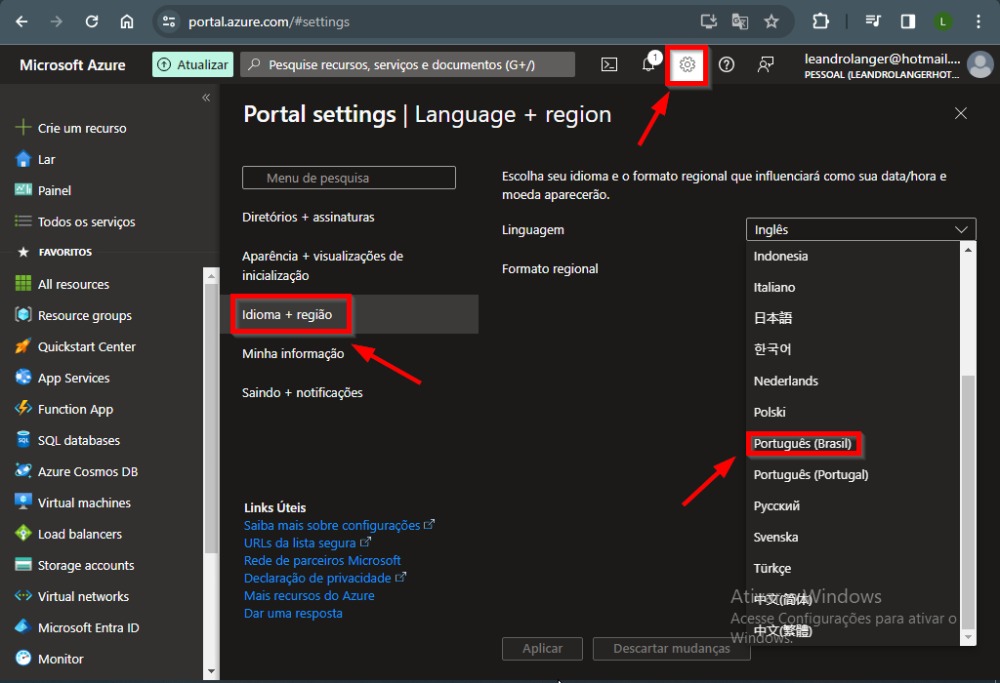 portal.azure.com/#settings
L
Microsoft Azure
Atualizar
Pesquise recursos, serviços e documentos (G+/)
1
leandrolanger@hotmail....
PESSOAL (LEANDROLANGERHOT...
Crie um recurso
Lar
Painel
Todos os serviços
FAVORITOS
All resources
Resource groups
Quickstart Center
App Services
Function App
SQL databases
Azure Cosmos DB
Virtual machines
Load balancers
Storage accounts
Virtual networks
Microsoft Entra ID
Monitor
Portal settings | Language + region
Menu de pesquisa
Diretórios + assinaturas
Aparência + visualizações de
inicialização
Idioma + região
Minha informação
Saindo + notificações
Links Úteis
Saiba mais sobre configurações
URLs da lista segura
Rede de parceiros Microsoft
Declaração de privacidade
Mais recursos do Azure
Dar uma resposta
Escolha seu idioma e o formato regional que influenciará como sua data/hora e
moeda aparecerão.
Linguagem
Inglês
Formato regional
Indonesia
Italiano
日本語
한국어
Nederlands
Polski
Português (Brasil)
Português (Portugal)
Русский
Svenska
Türkçe
中文(简体)
中文(繁體)
Ativar o Windows
Acesse Configurações para ativar o
Windows.
Aplicar
Descartar mudanças